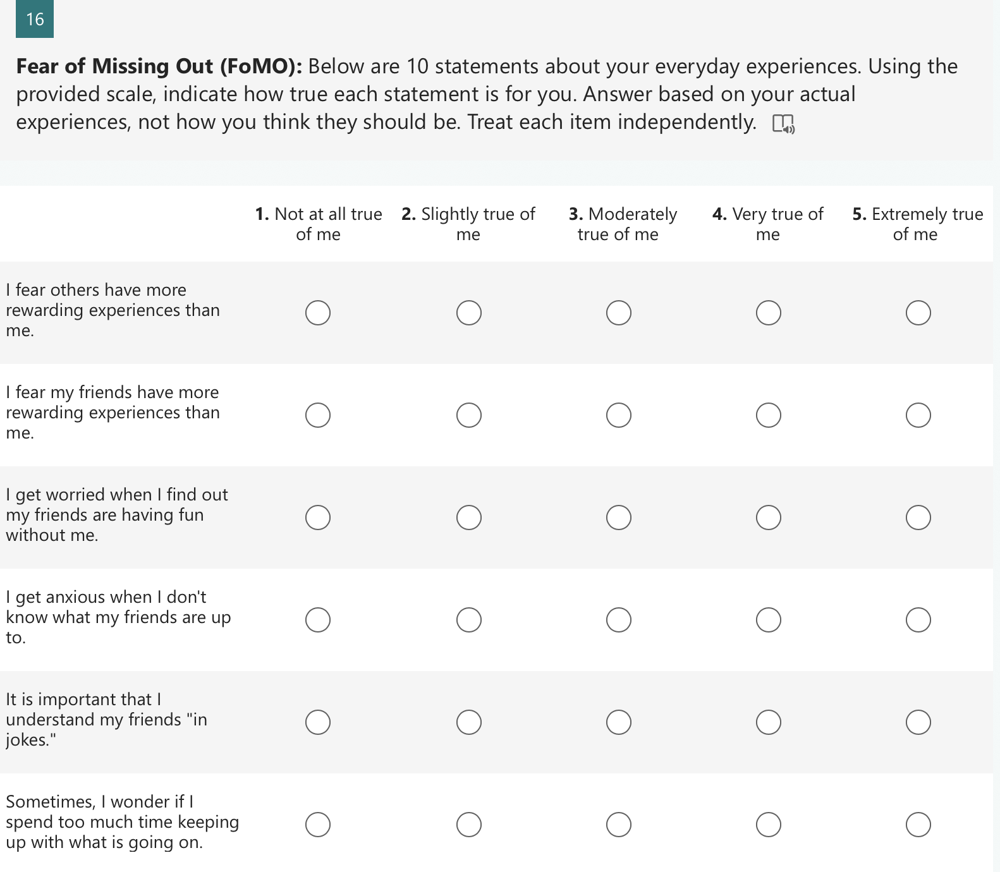 16
Fear of Missing Out (FoMO): Below are 10 statements about your everyday experiences. Using the
provided scale, indicate how true each statement is for you. Answer based on your actual
experiences, not how you think they should be. Treat each item independently.
1. Not at all true of me
2. Slightly true of me
3. Moderately true of me
4. Very true of me
5. Extremely true of me
I fear others have more
rewarding experiences than
me.
I fear my friends have more
rewarding experiences than
me.
I get worried when I find out
my friends are having fun
without me.
I get anxious when I don't
know what my friends are up
to.
It is important that I
understand my friends "in
jokes."
Sometimes, I wonder if I
spend too much time keeping
up with what is going on.